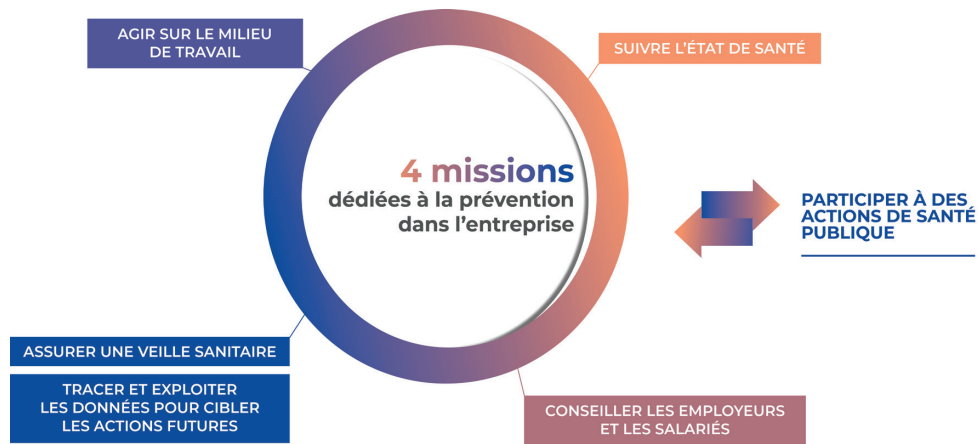 AGIR SUR LE MILIEU
DE TRAVAIL
SUIVRE L'ÉTAT DE SANTÉ
4 missions
dédiées à la prévention
dans l'entreprise
PARTICIPER À DES
ACTIONS DE SANTÉ
PUBLIQUE
ASSURER UNE VEILLE SANITAIRE
TRACER ET EXPLOITER
LES DONNÉES POUR CIBLER
LES ACTIONS FUTURES
CONSEILLER LES EMPLOYEURS
ET LES SALARIÉS